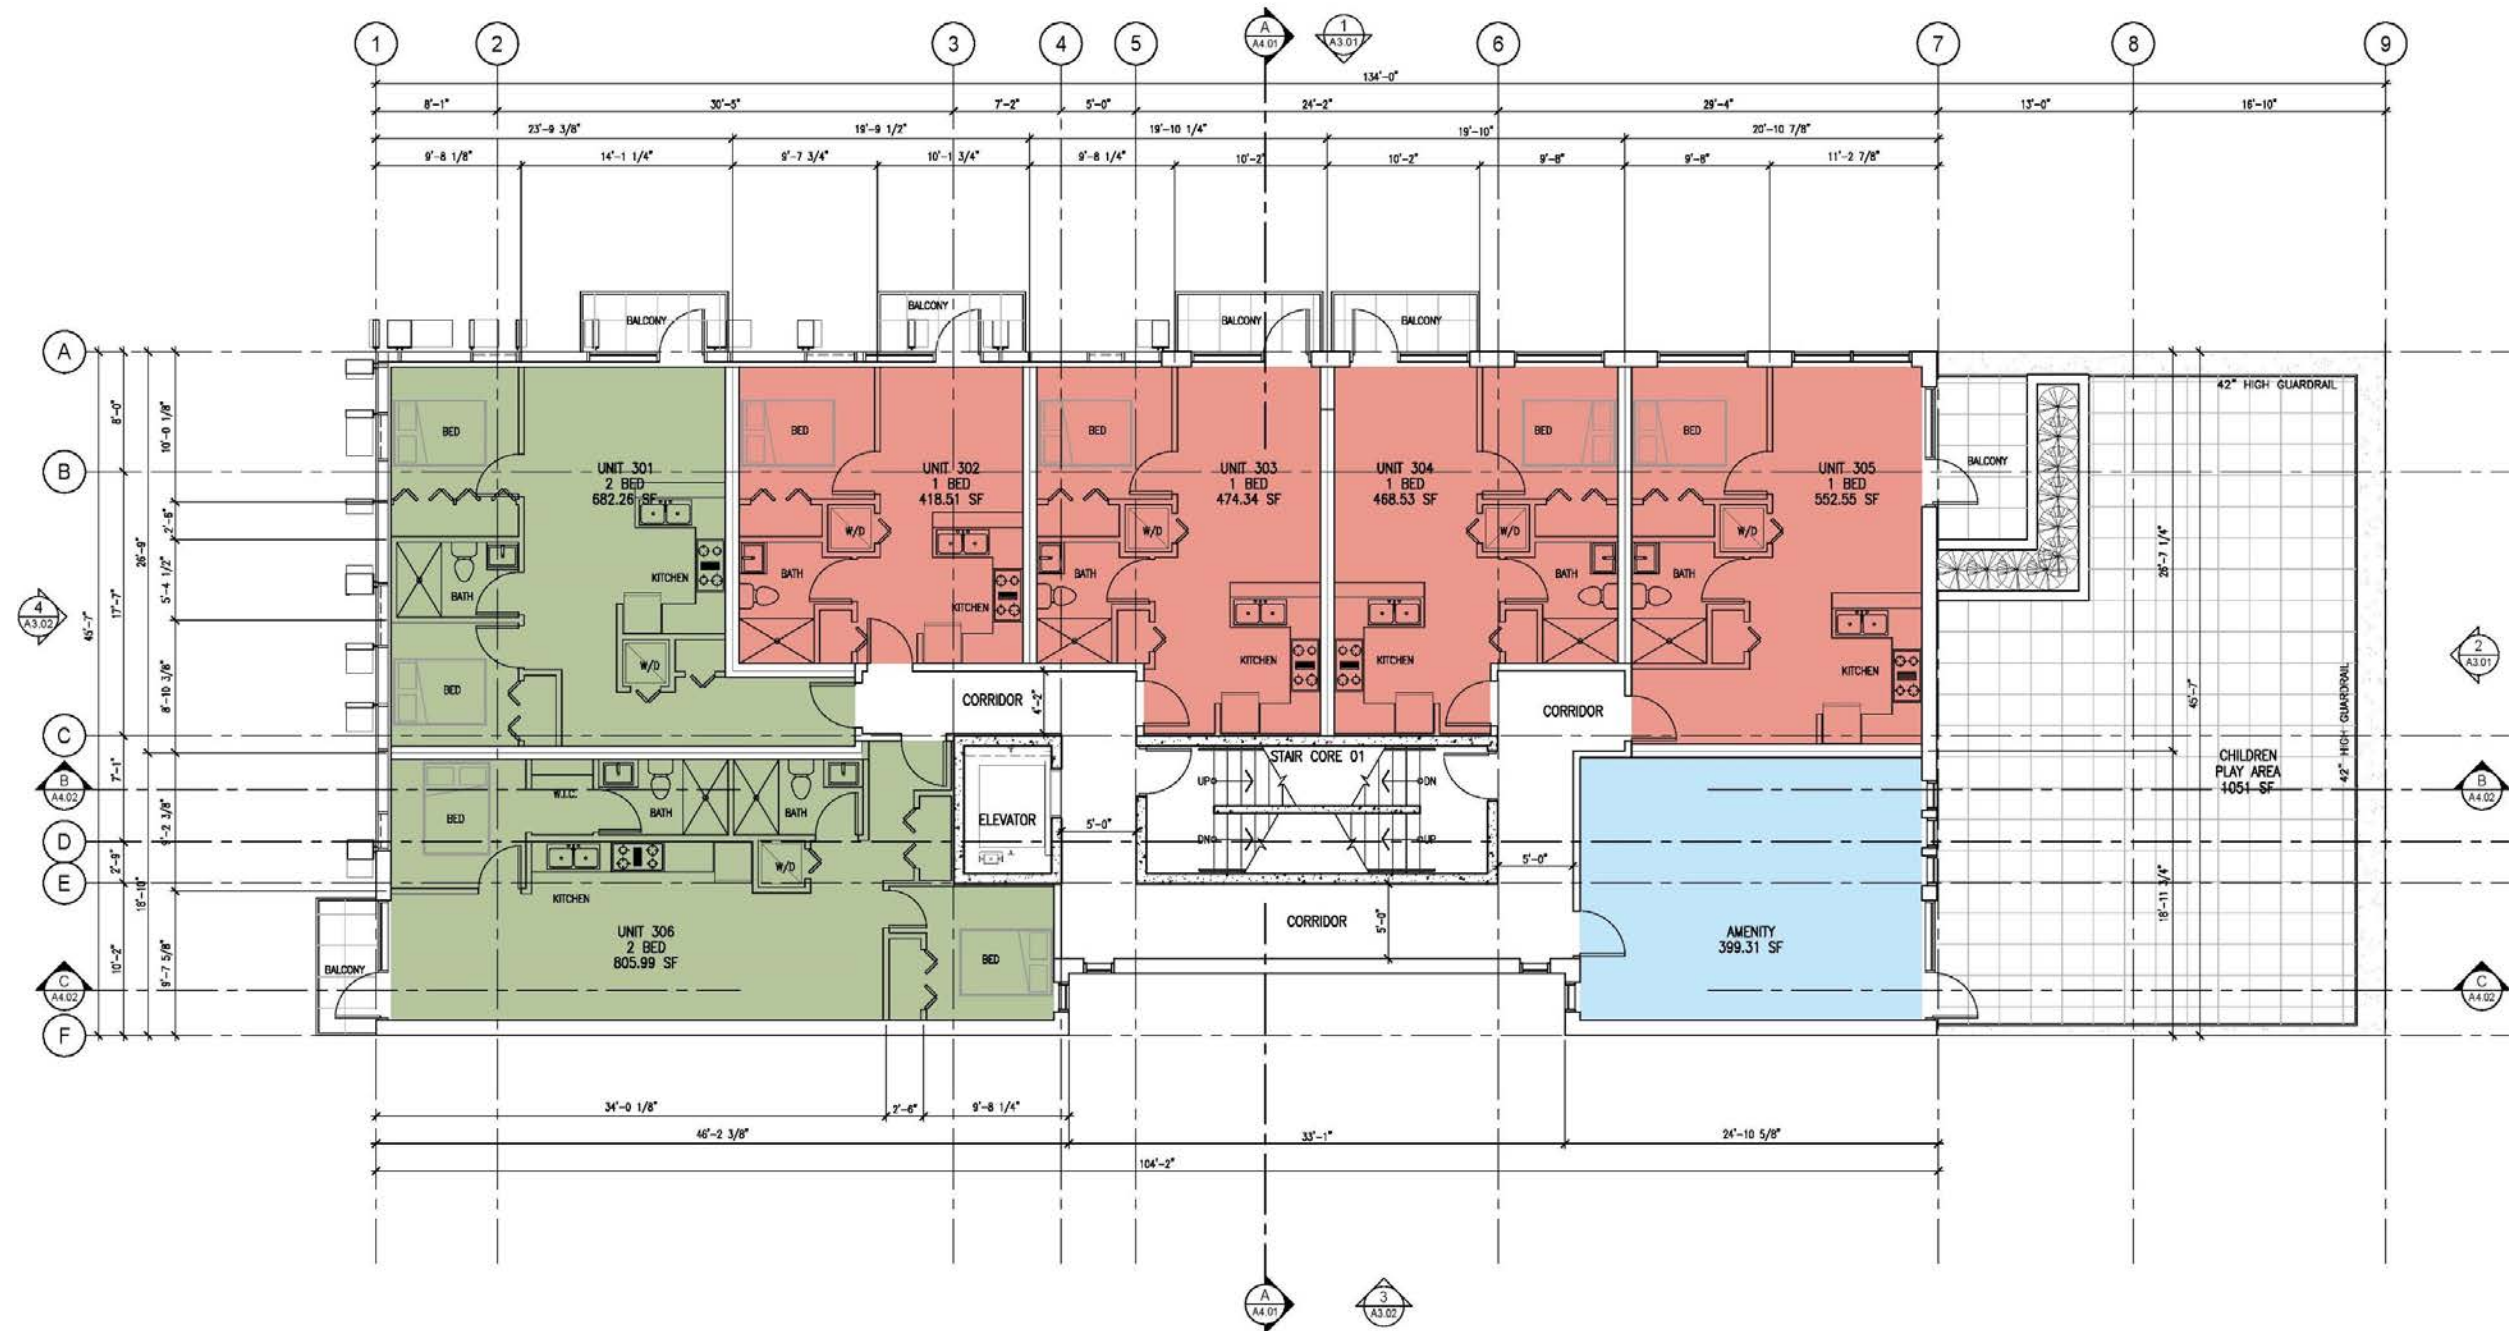 1
2
3
4
5
A
A4.01
1
A3.01
6
7
8
9
134'-0"
8'-1"
30'-5"
7'-2"
5'-0"
24'-2"
29'-4"
13'-0"
16'-10"
23'-9 3/8"
19'-9 1/2"
19'-10 1/4"
19'-10"
20'-10 7/8"
9'-8 1/8"
14'-1 1/4"
9'-7 3/4"
10'-1 3/4"
9'-8 1/4"
10'-2"
10'-2"
9'-8"
9'-8"
11'-2 7/8"
BALCONY
BALCONY
BALCONY
BALCONY
A
B
C
D
E
F
8'-0"
10'-0 1/8"
2'-6"
26'-9"
5'-4 1/2"
17'-7"
45'-7"
8'-10 3/8"
7'-1"
9'-2 3/8"
2'-9"
18'-10"
10'-2"
9'-7 5/8"
4
A3.02
B
A4.02
C
A4.02
BED
UNIT 301
2 BED
682.26 SF
BATH
KITCHEN
BED
W/D
BED
UNIT 302
1 BED
418.51 SF
W/D
BATH
KITCHEN
BED
UNIT 303
1 BED
474.34 SF
W/D
BATH
KITCHEN
UNIT 304
1 BED
468.53 SF
BED
W/D
BATH
KITCHEN
BED
UNIT 305
1 BED
552.55 SF
W/D
BATH
KITCHEN
BALCONY
42" HIGH GUARDRAIL
42" HIGH GUARDRAIL
26'-7 1/4"
45'-7"
18'-11 3/4"
CHILDREN
PLAY AREA
1051 SF
2
A3.01
B
A4.02
C
A4.02
CORRIDOR
4'-2"
CORRIDOR
STAIR CORE 01
UP
DN
DN
UP
ELEVATOR
5'-0"
5'-0"
CORRIDOR
5'-0"
BED
W.I.C.
BATH
BATH
W/D
KITCHEN
UNIT 306
2 BED
805.99 SF
BED
BALCONY
AMENITY
399.31 SF
34'-0 1/8"
2'-6"
9'-8 1/4"
46'-2 3/8"
33'-1"
24'-10 5/8"
104'-2"
A
A4.01
3
A3.02